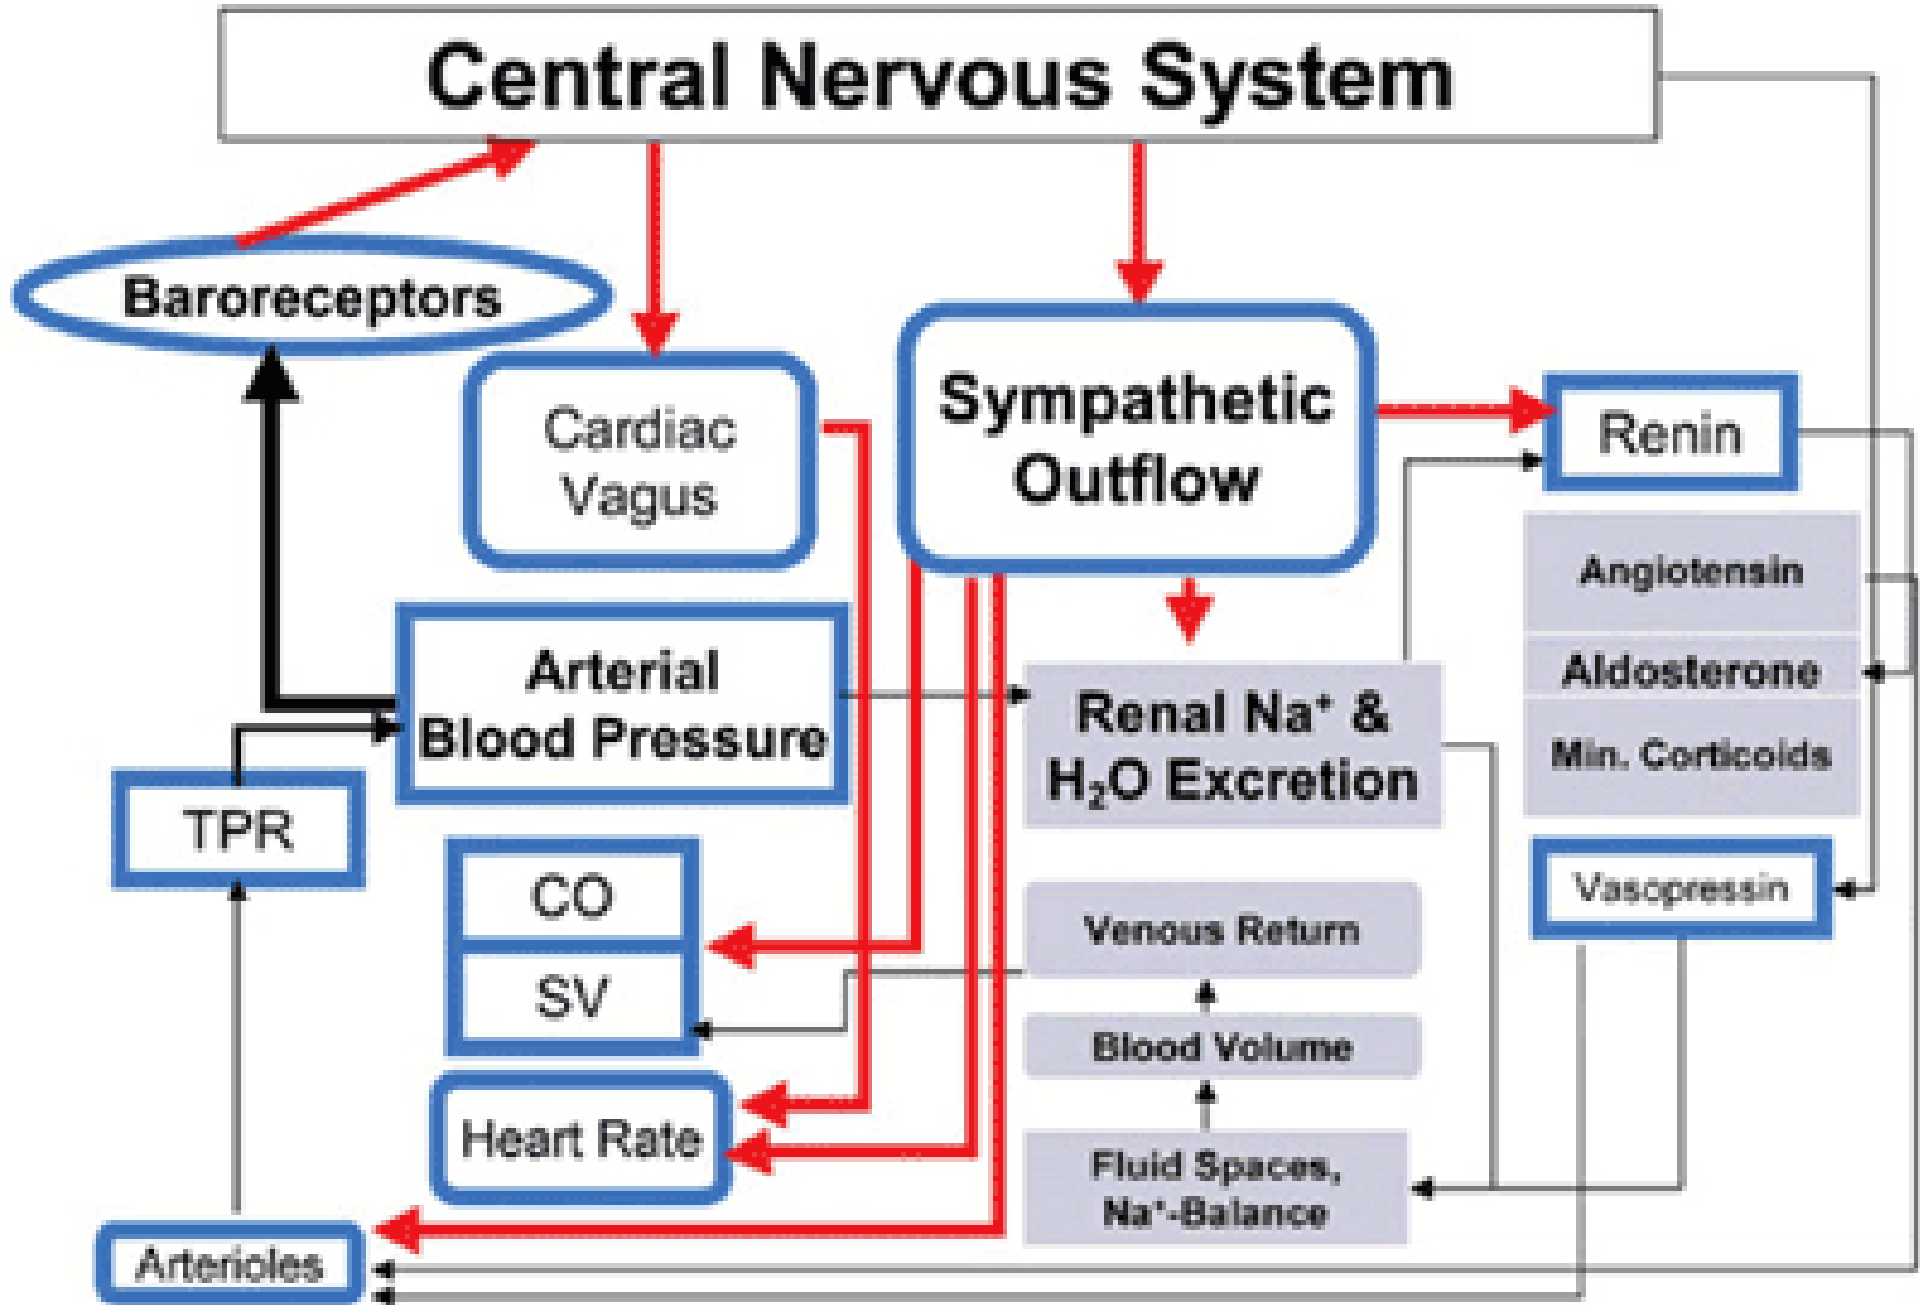 Central Nervous System
Baroreceptors
Cardiac
Vagus
Sympathetic
Outflow
Renin
Angiotensin
Aldosterone
Min. Corticoids
Vasopressin
Arterial
Blood Pressure
Renal Na⁺ &
H₂O Excretion
TPR
CO
SV
Venous Return
Blood Volume
Heart Rate
Fluid Spaces,
Na⁺-Balance
Arterioles